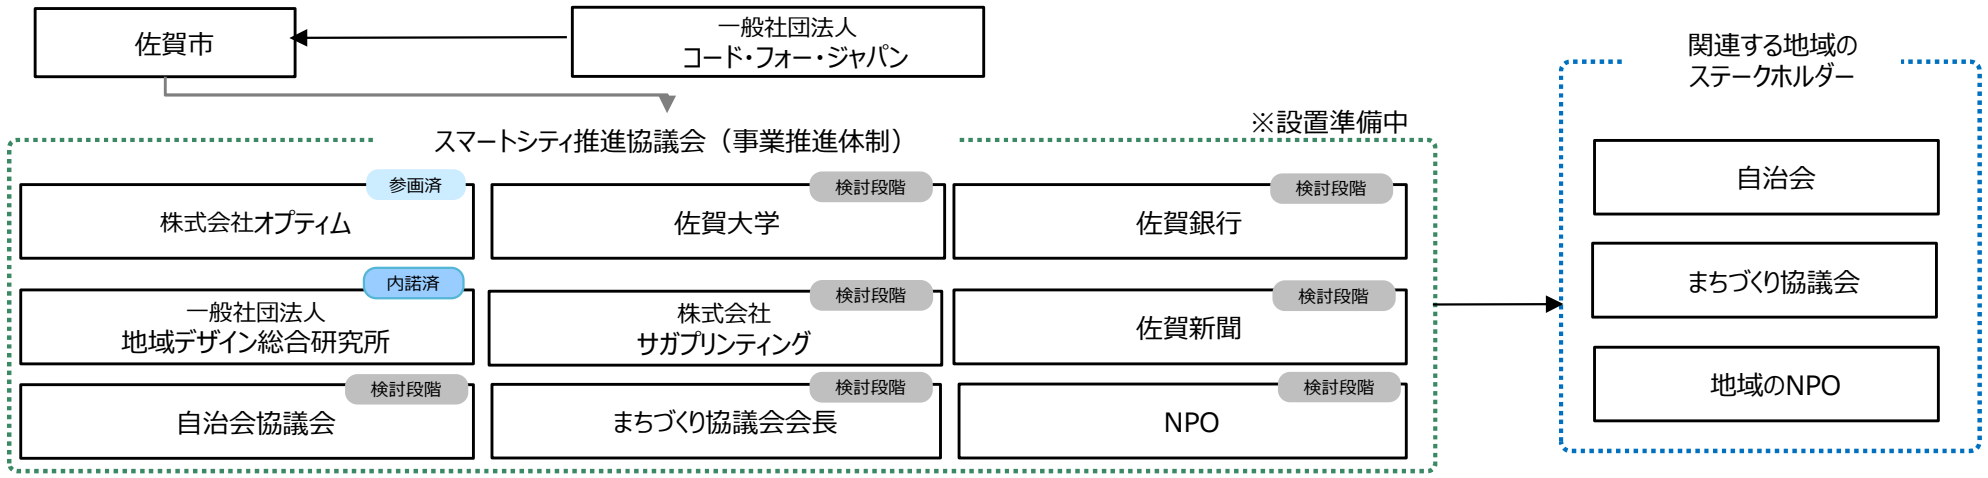 佐賀市
一般社団法人
コード・フォー・ジャパン
関連する地域の
ステークホルダー
※設置準備中
スマートシティ推進協議会（事業推進体制）
参画済
株式会社オプティム
検討段階
佐賀大学
検討段階
佐賀銀行
内諾済
一般社団法人
地域デザイン総合研究所
検討段階
株式会社
サガプリンティング
検討段階
佐賀新聞
検討段階
自治会協議会
検討段階
まちづくり協議会会長
検討段階
NPO
自治会
まちづくり協議会
地域のNPO